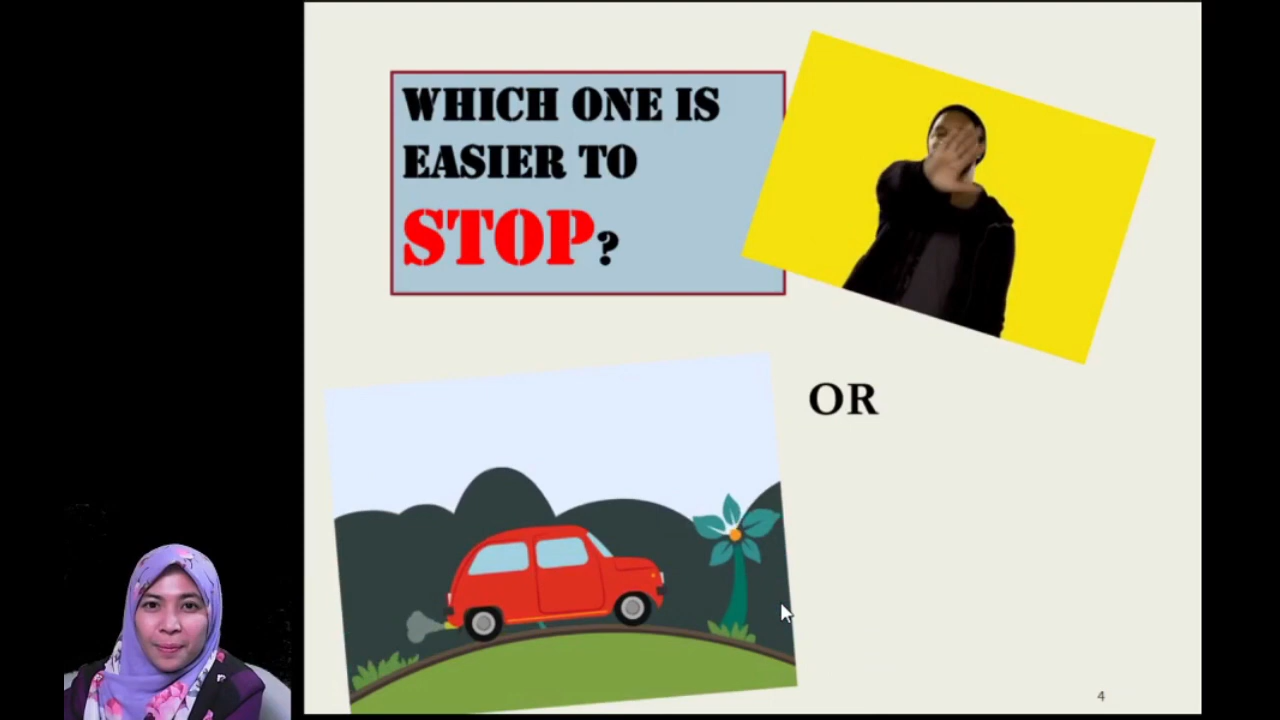 WHICH ONE IS
EASIER TO
STOP?
OR
4